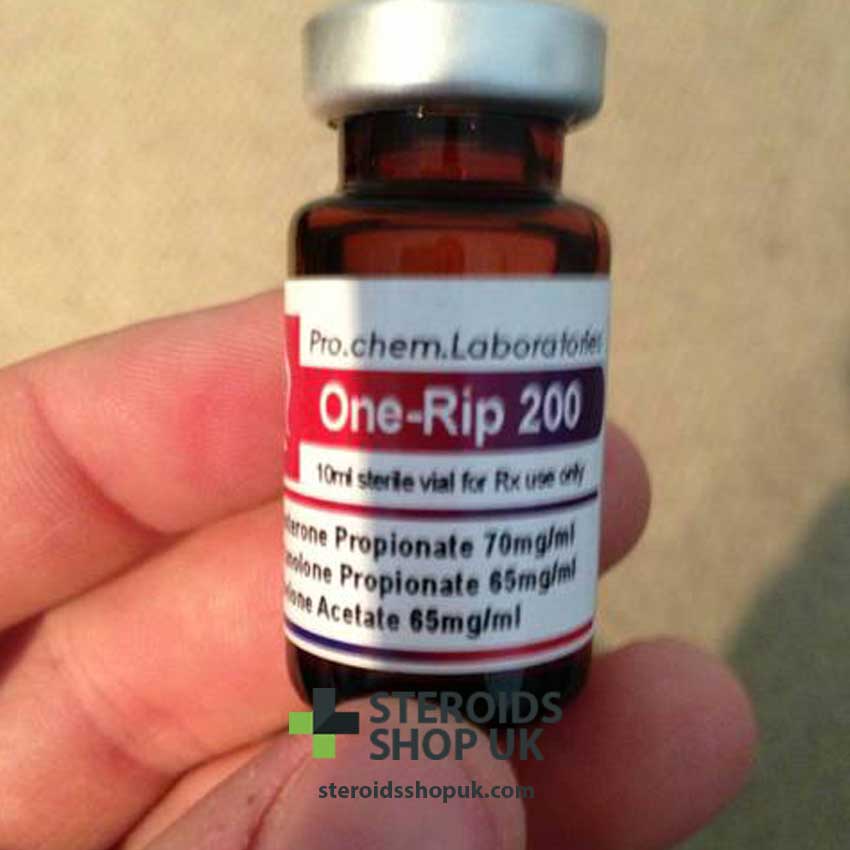 Pro.chem.Laboratories
One-Rip 200
10ml sterile vial for Rx use only
Propionate 70mg/ml
Propionate 65mg/ml
Acetate 65mg/ml
STEROIDS
SHOP UK
steroidsshopuk.com